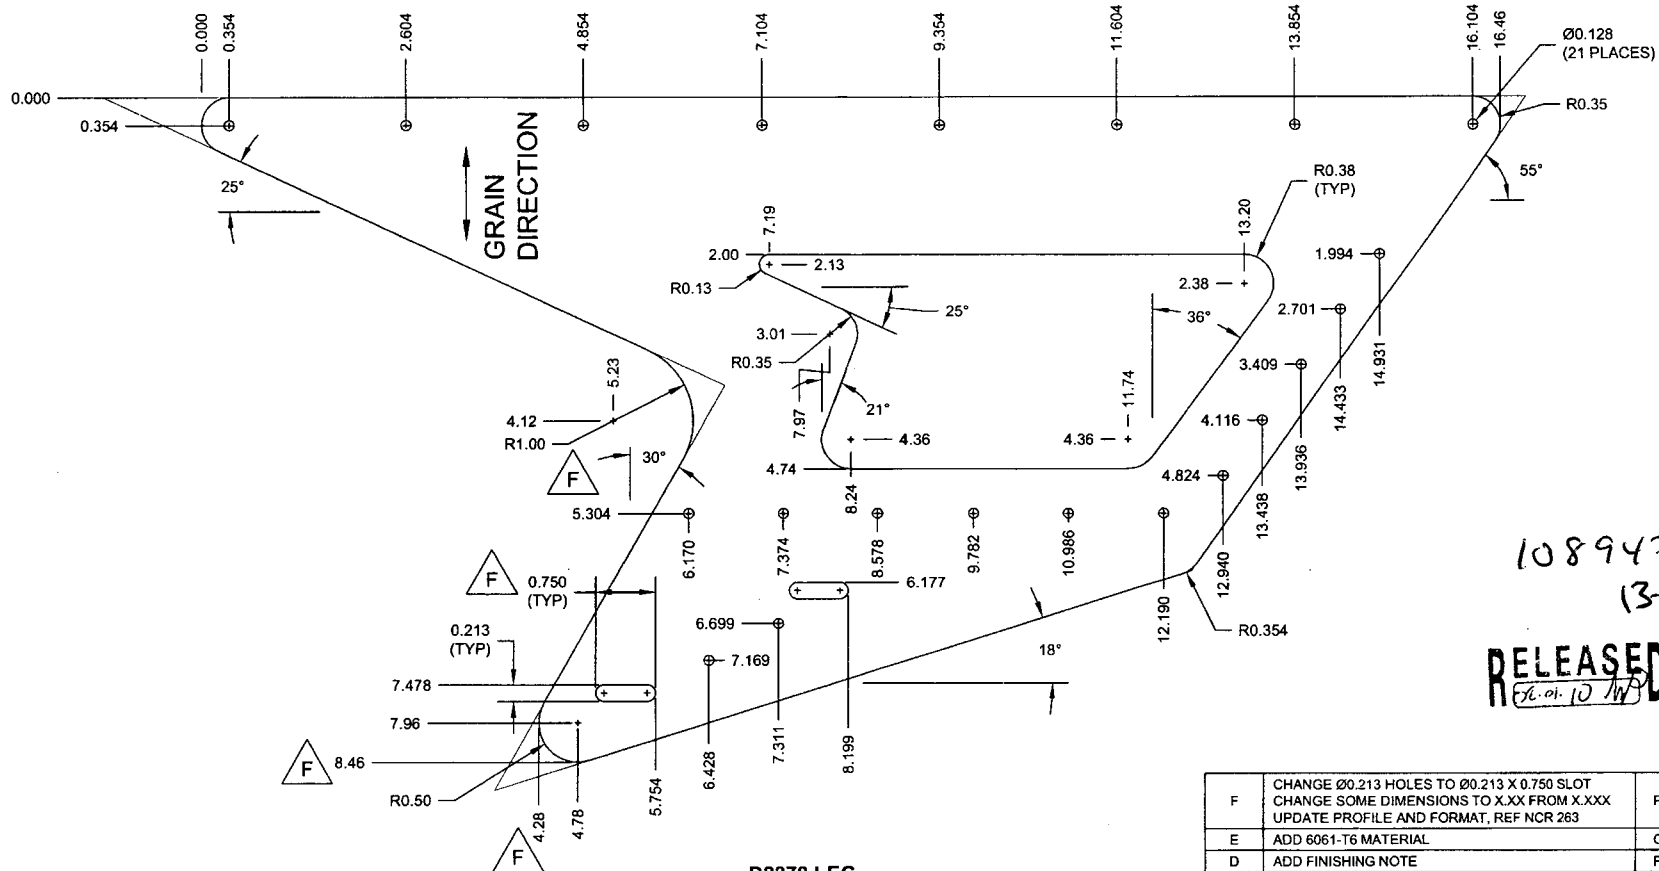 0.000
0.354
2.604
4.854
7.104
9.354
11.604
13.854
16.104
16.46
Ø0.128
(21 PLACES)
0.000
0.354
R0.35
25°
GRAIN
DIRECTION
R0.38
(TYP)
55°
7.19
13.20
2.00
2.13
1.994
R0.13
2.38
25°
2.701
36°
3.01
R0.35
3.409
14.931
5.23
7.97
21°
11.74
14.433
4.12
4.116
R1.00
4.36
4.36
13.936
F
30°
4.74
4.824
8.24
13.438
5.304
6.170
7.374
8.578
9.782
10.986
12.190
12.940
F
0.750
(TYP)
6.177
0.213
(TYP)
6.699
R0.354
7.169
18°
7.478
RELEASED
7.96
F
8.46
R0.50
4.28
4.78
5.754
6.428
7.311
8.199
F
F
CHANGE Ø0.213 HOLES TO Ø0.213 X 0.750 SLOT
CHANGE SOME DIMENSIONS TO X.XX FROM X.XXX
UPDATE PROFILE AND FORMAT, REF NCR 263
E
ADD 6061-T6 MATERIAL
D
ADD FINISHING NOTE